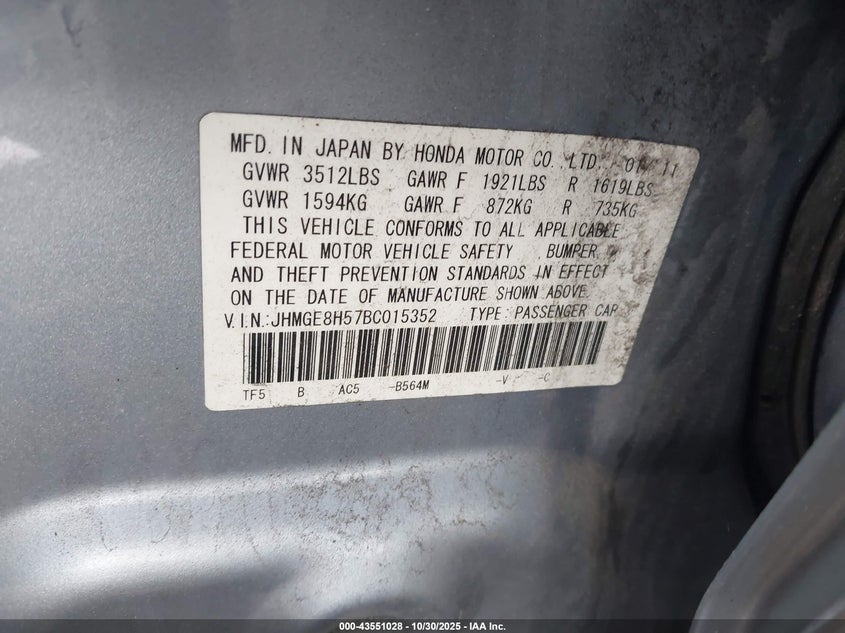 MFD. IN JAPAN BY HONDA MOTOR CO., LTD. 01 11
GVWR 3512LBS GAWR F 1921LBS R 1619LBS
GVWR 1594KG GAWR F 872KG R 735KG
THIS VEHICLE CONFORMS TO ALL APPLICABLE
FEDERAL MOTOR VEHICLE SAFETY , BUMPER,
AND THEFT PREVENTION STANDARDS IN EFFECT
ON THE DATE OF MANUFACTURE SHOWN ABOVE.
V.I.N.:JHMGE8H57BC015352 TYPE: PASSENGER CAR
TF5 B AC5 -B564M -V -C
000-43551028 - 10/30/2025 - IAA Inc.